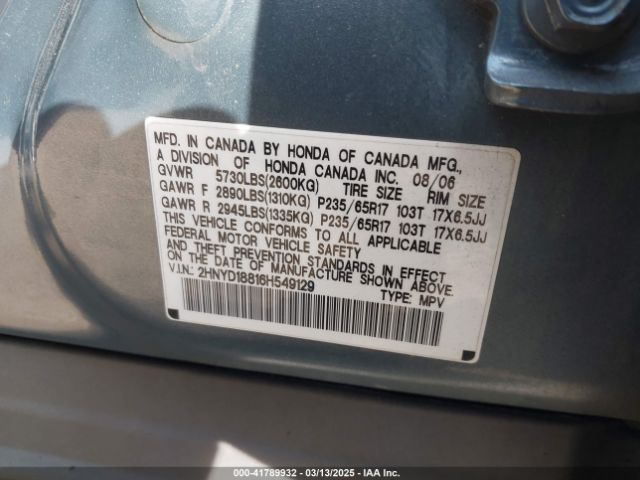 MFD. IN CANADA BY HONDA OF CANADA MFG.,
A DIVISION OF HONDA CANADA INC. 08/06
GVWR 5730LBS(2600KG) TIRE SIZE RIM SIZE
GAWR F 2890LBS(1310KG) P235/65R17 103T 17X6.5JJ
GAWR R 2945LBS(1335KG) P235/65R17 103T 17X6.5JJ
THIS VEHICLE CONFORMS TO ALL APPLICABLE
FEDERAL MOTOR VEHICLE SAFETY
AND THEFT PREVENTION STANDARDS IN EFFECT
ON THE DATE OF MANUFACTURE SHOWN ABOVE.
V.I.N.: 2HNYD18816H549129
TYPE: MPV
DVW-D - 41789932 - 03/13/2025 - IAA Inc.